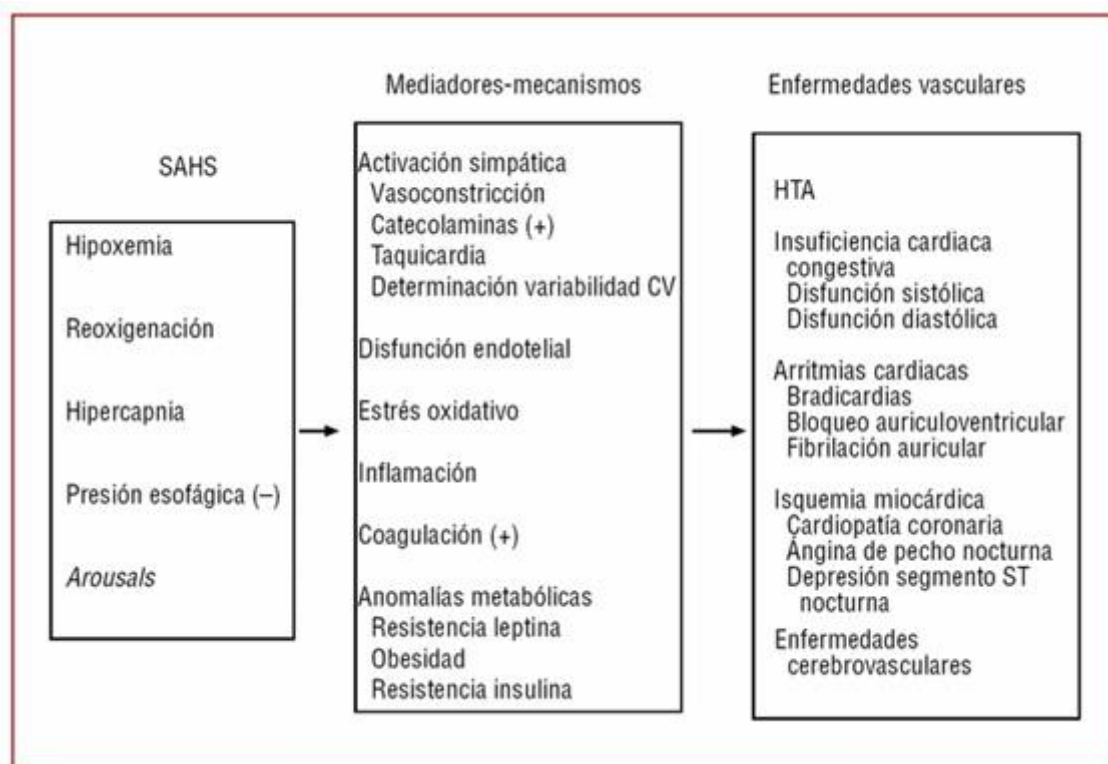 SAHS
Hipoxemia
Reoxigenación
Hipercapnia
Presión esofágica (–)
Arousals
Mediadores-mecanismos
Activación simpática
Vasoconstricción
Catecolaminas (+)
Taquicardia
Determinación variabilidad CV
Disfunción endotelial
Estrés oxidativo
Inflamación
Coagulación (+)
Anomalías metabólicas
Resistencia leptina
Obesidad
Resistencia insulina
Enfermedades vasculares
HTA
Insuficiencia cardiaca
congestiva
Disfunción sistólica
Disfunción diastólica
Arritmias cardiacas
Bradicardias
Bloqueo auriculoventricular
Fibrilación auricular
Isquemia miocárdica
Cardiopatía coronaria
Ángina de pecho nocturna
Depresión segmento ST
nocturna
Enfermedades
cerebrovasculares